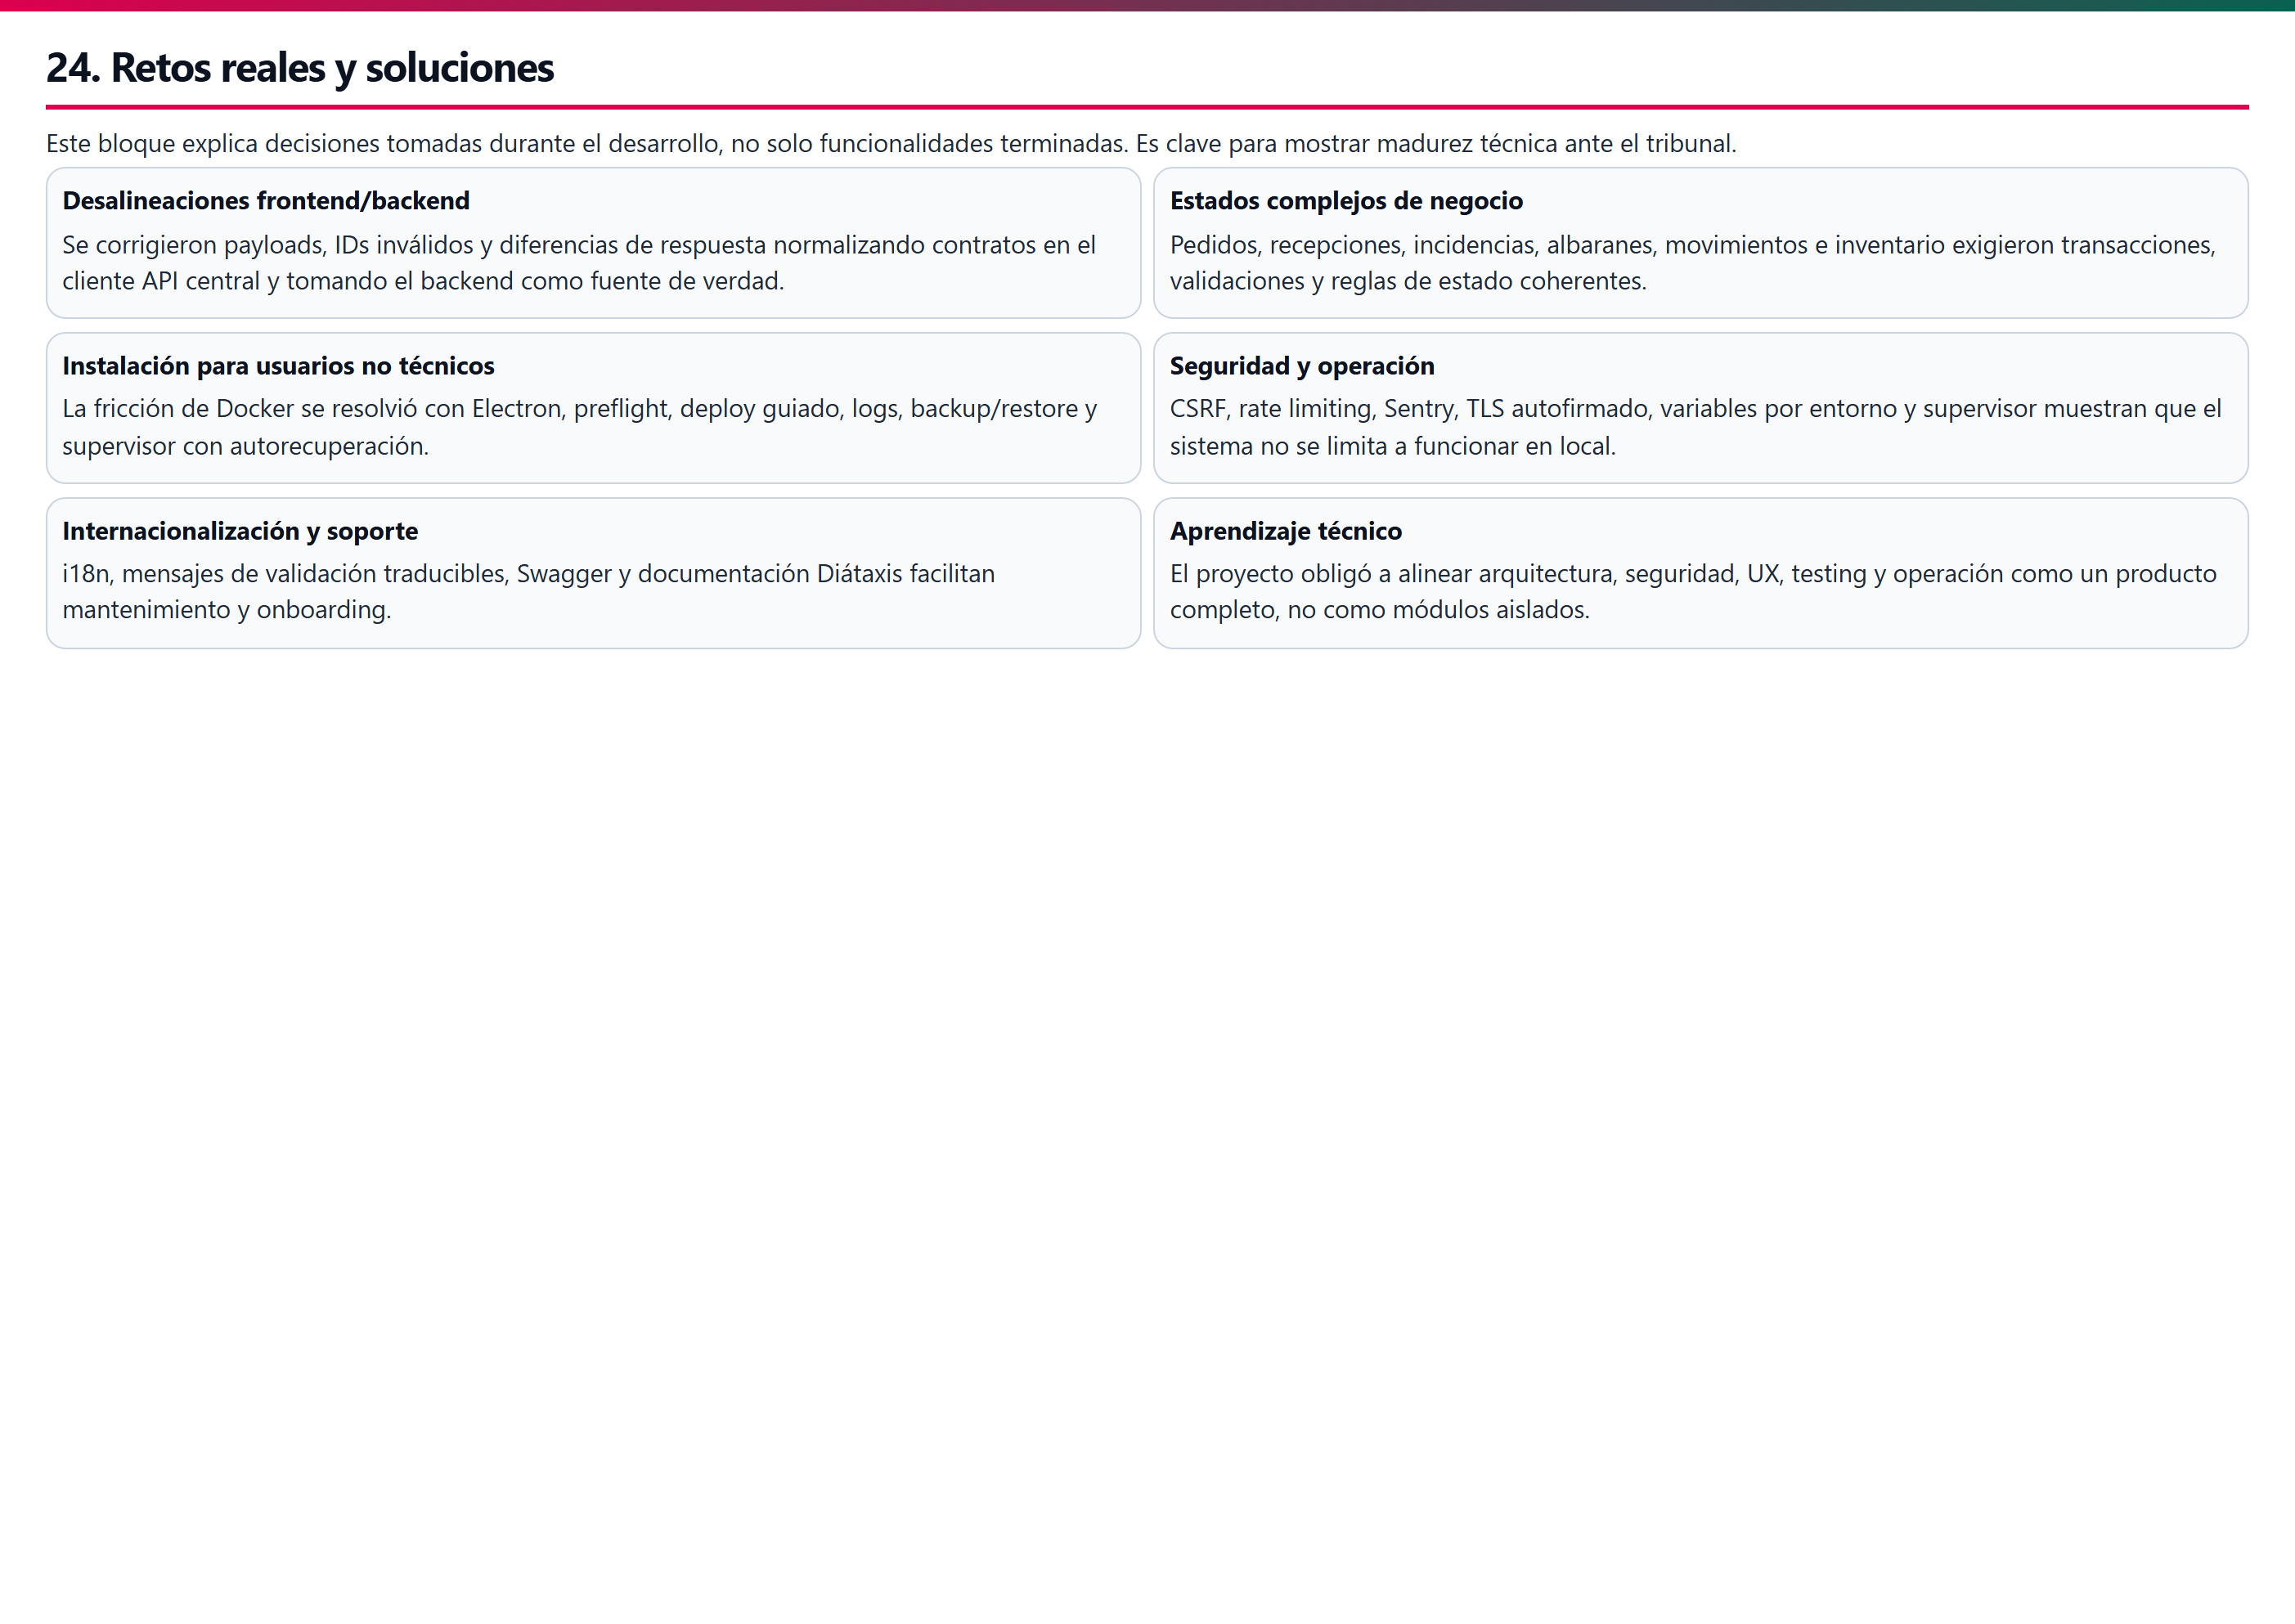 24. Retos reales y soluciones
Este bloque explica decisiones tomadas durante el desarrollo, no solo funcionalidades terminadas. Es clave para mostrar madurez técnica ante el tribunal.
Desalineaciones frontend/backend
Se corrigieron payloads, IDs inválidos y diferencias de respuesta normalizando contratos en el
cliente API central y tomando el backend como fuente de verdad.
Estados complejos de negocio
Pedidos, recepciones, incidencias, albaranes, movimientos e inventario exigieron transacciones,
validaciones y reglas de estado coherentes.
Instalación para usuarios no técnicos
La fricción de Docker se resolvió con Electron, preflight, deploy guiado, logs, backup/restore y
supervisor con autorecuperación.
Seguridad y operación
CSRF, rate limiting, Sentry, TLS autofirmado, variables por entorno y supervisor muestran que el
sistema no se limita a funcionar en local.
Internacionalización y soporte
i18n, mensajes de validación traducibles, Swagger y documentación Diátaxis facilitan
mantenimiento y onboarding.
Aprendizaje técnico
El proyecto obligó a alinear arquitectura, seguridad, UX, testing y operación como un producto
completo, no como módulos aislados.